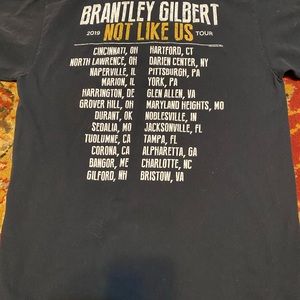 BRANTLEY GILBERT
2019 NOT LIKE US TOUR
CINCINNATI, OH HARTFORD, CT
NORTH LAWRENCE, OH DARIEN CENTER, NY
NAPERVILLE, IL PITTSBURGH, PA
MARION, IL YORK, PA
HARRINGTON, DE GLEN ALLEN, VA
GROVER HILL, OH MARYLAND HEIGHTS, MO
DURANT, OK NOBLESVILLE, IN
SEDALIA, MO JACKSONVILLE, FL
TUOLUMNE, CA TAMPA, FL
CORONA, CA ALPHARETTA, GA
BANGOR, ME CHARLOTTE, NC
GILFORD, NH BRISTOW, VA